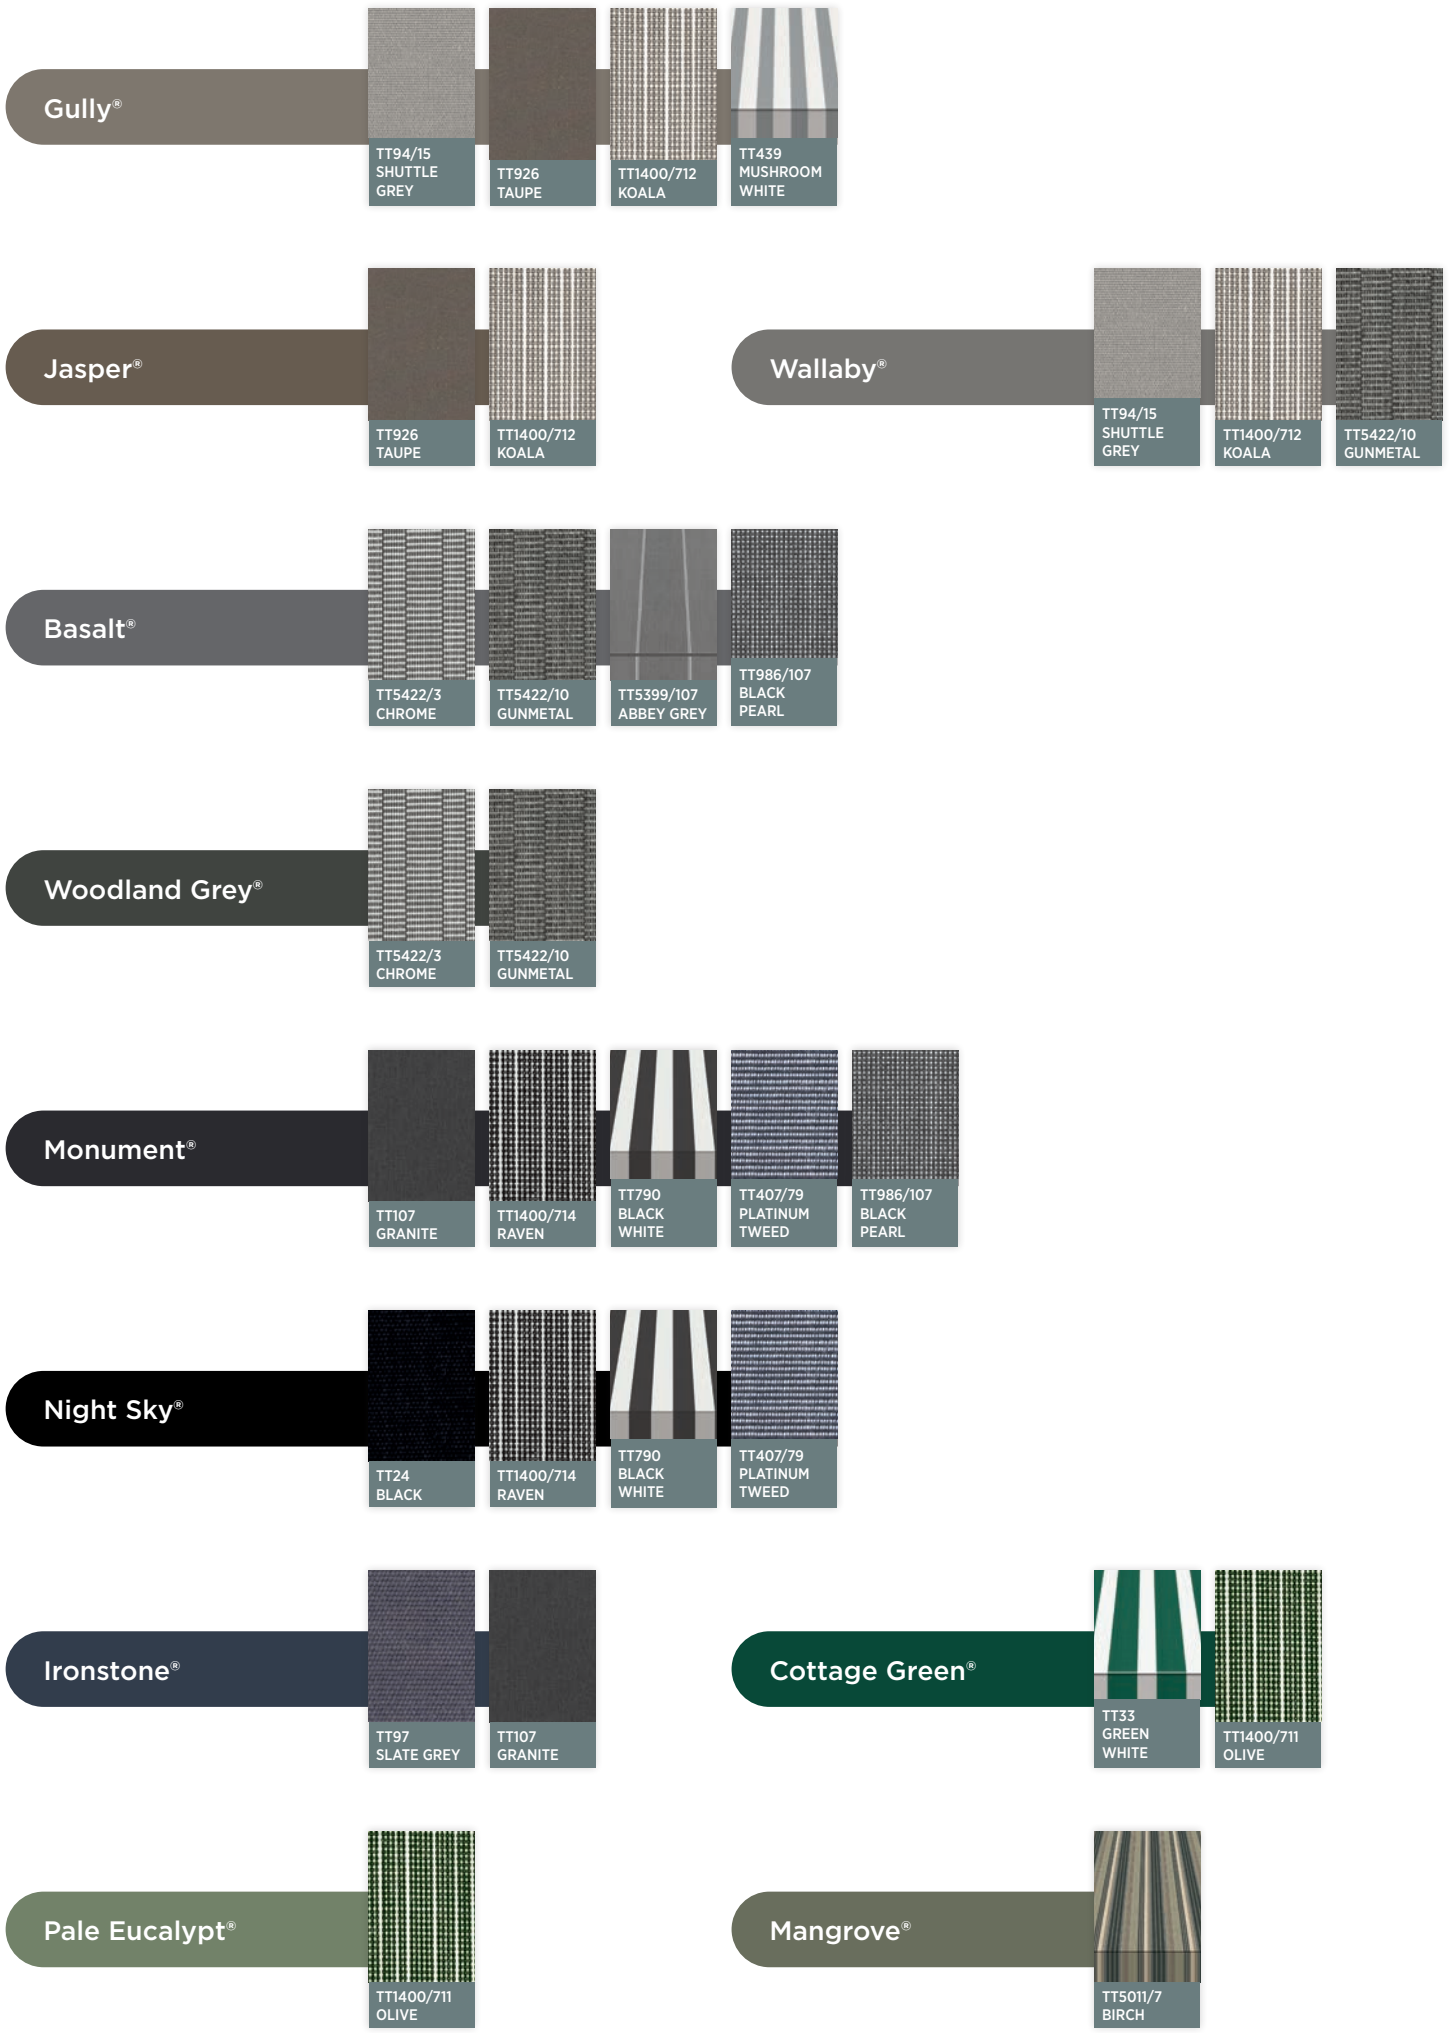 Gully®
TT94/15
SHUTTLE
GREY
TT926
TAUPE
TT1400/712
KOALA
TT439
MUSHROOM
WHITE
Jasper®
TT926
TAUPE
TT1400/712
KOALA
Wallaby®
TT94/15
SHUTTLE
GREY
TT1400/712
KOALA
TT5422/10
GUNMETAL
Basalt®
TT5422/3
CHROME
TT5422/10
GUNMETAL
TT5399/107
ABBEY GREY
TT986/107
BLACK
PEARL
Woodland Grey®
TT5422/3
CHROME
TT5422/10
GUNMETAL
Monument®
TT107
GRANITE
TT1400/714
RAVEN
TT790
BLACK
WHITE
TT407/79
PLATINUM
TWEED
TT986/107
BLACK
PEARL
Night Sky®
TT24
BLACK
TT1400/714
RAVEN
TT790
BLACK
WHITE
TT407/79
PLATINUM
TWEED
Ironstone®
TT97
SLATE GREY
TT107
GRANITE
Cottage Green®
TT33
GREEN
WHITE
TT1400/711
OLIVE
Pale Eucalypt®
TT1400/711
OLIVE
Mangrove®
TT5011/7
BIRCH